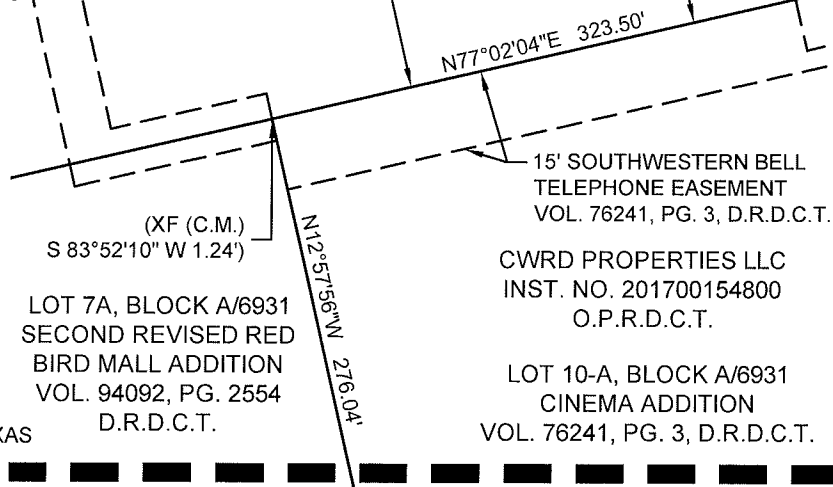 N77°02'04"E 323.50'
15' SOUTHWESTERN BELL
TELEPHONE EASEMENT
VOL. 76241, PG. 3, D.R.D.C.T.
(XF (C.M.)
S 83°52'10" W 1.24')
N12°57'56"W 276.04'
CWRD PROPERTIES LLC
INST. NO. 201700154800
O.P.R.D.C.T.
LOT 7A, BLOCK A/6931
SECOND REVISED RED
BIRD MALL ADDITION
VOL. 94092, PG. 2554
D.R.D.C.T.
LOT 10-A, BLOCK A/6931
CINEMA ADDITION
VOL. 76241, PG. 3, D.R.D.C.T.